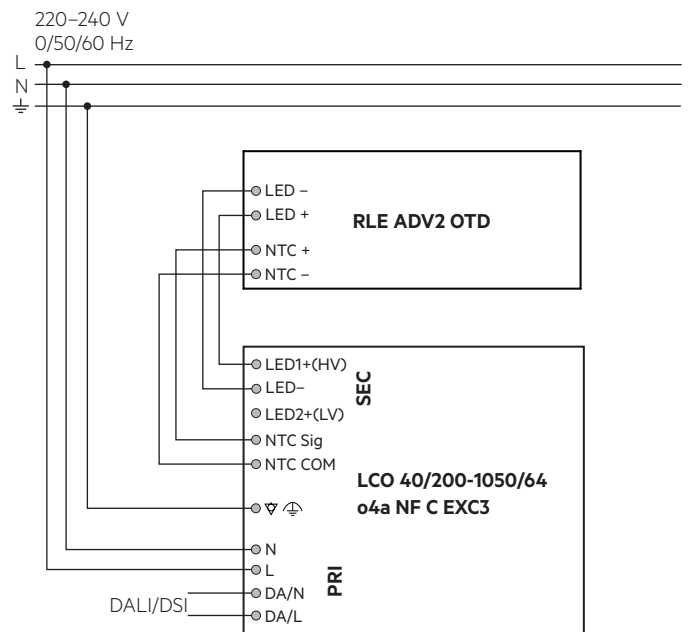 220–240 V
0/50/60 Hz
L
N
LED –
LED +
RLE ADV2 OTD
NTC +
NTC –
LED1+(HV)
SEC
LED–
LED2+(LV)
NTC Sig
NTC COM
LCO 40/200-1050/64
o4a NF C EXC3
N
L
PRI
DA/N
DALI/DSI
DA/L